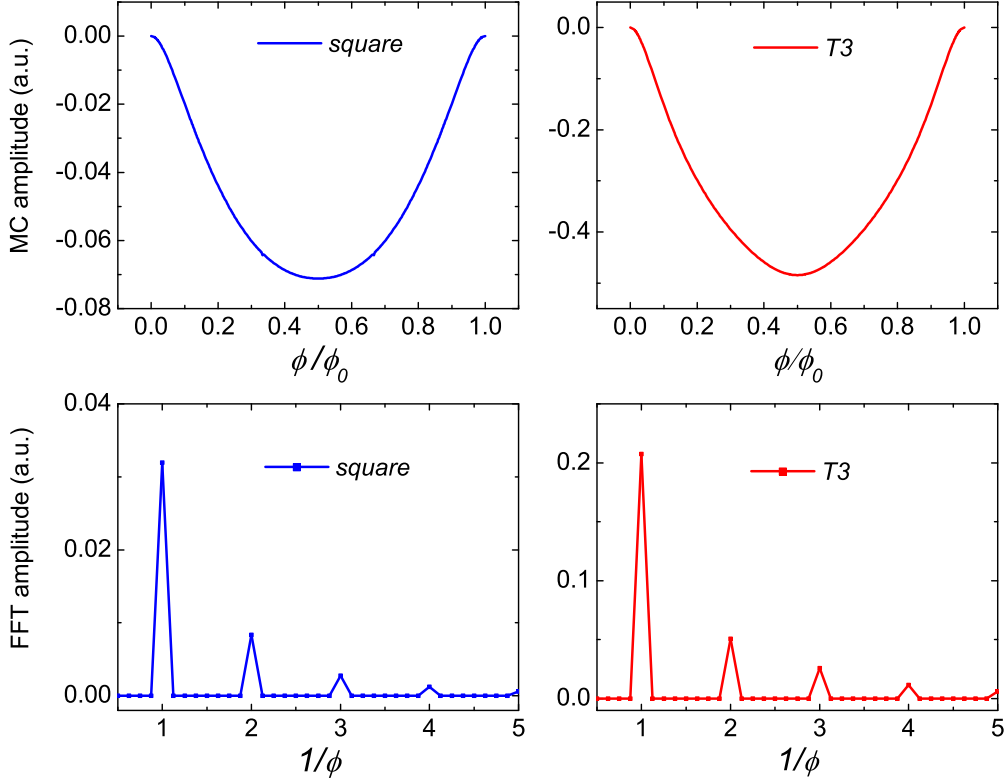 MC amplitude (a.u.)
0.00
-0.02
-0.04
-0.06
-0.08
square
0.0 0.2 0.4 0.6 0.8 1.0
ϕ/ϕ0
0.0
-0.2
-0.4
T3
0.0 0.2 0.4 0.6 0.8 1.0
ϕ/ϕ0
FFT amplitude (a.u.)
0.04
0.02
0.00
square
1 2 3 4 5
1/ϕ
0.2
0.1
0.0
T3
1 2 3 4 5
1/ϕ